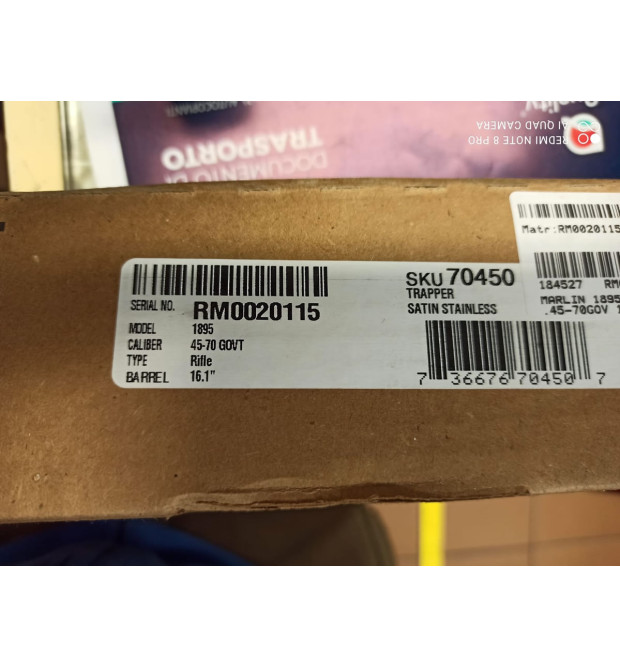 REDMI NOTE 8 PRO
AI QUAD CAMERA
Quality
AUTOCOPIANTI
DOCUMENTO DI
TRASPORTO
Matr:RM0020115
184527
MARLIN 1895
.45-70GOV
SERIAL NO. RM0020115
MODEL 1895
CALIBER 45-70 GOVT
TYPE Rifle
BARREL 16.1"
SKU 70450
TRAPPER
SATIN STAINLESS
7 36676 70450 7